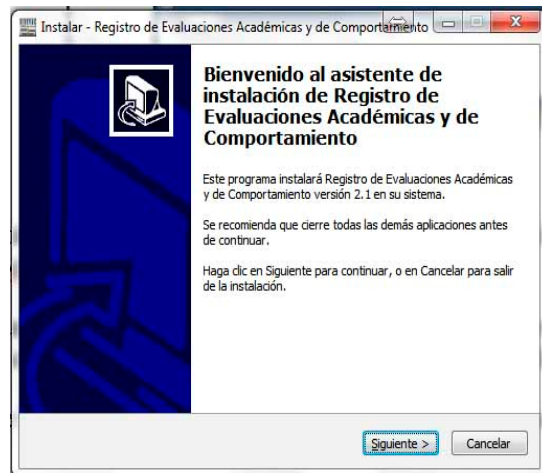 Instalar - Registro de Evaluaciones Académicas y de Comportamiento
Bienvenido al asistente de
instalación de Registro de
Evaluaciones Académicas y de
Comportamiento
Este programa instalará Registro de Evaluaciones Académicas
y de Comportamiento versión 2.1 en su sistema.
Se recomienda que cierre todas las demás aplicaciones antes
de continuar.
Haga clic en Siguiente para continuar, o en Cancelar para salir
de la instalación.
Siguiente > Cancelar